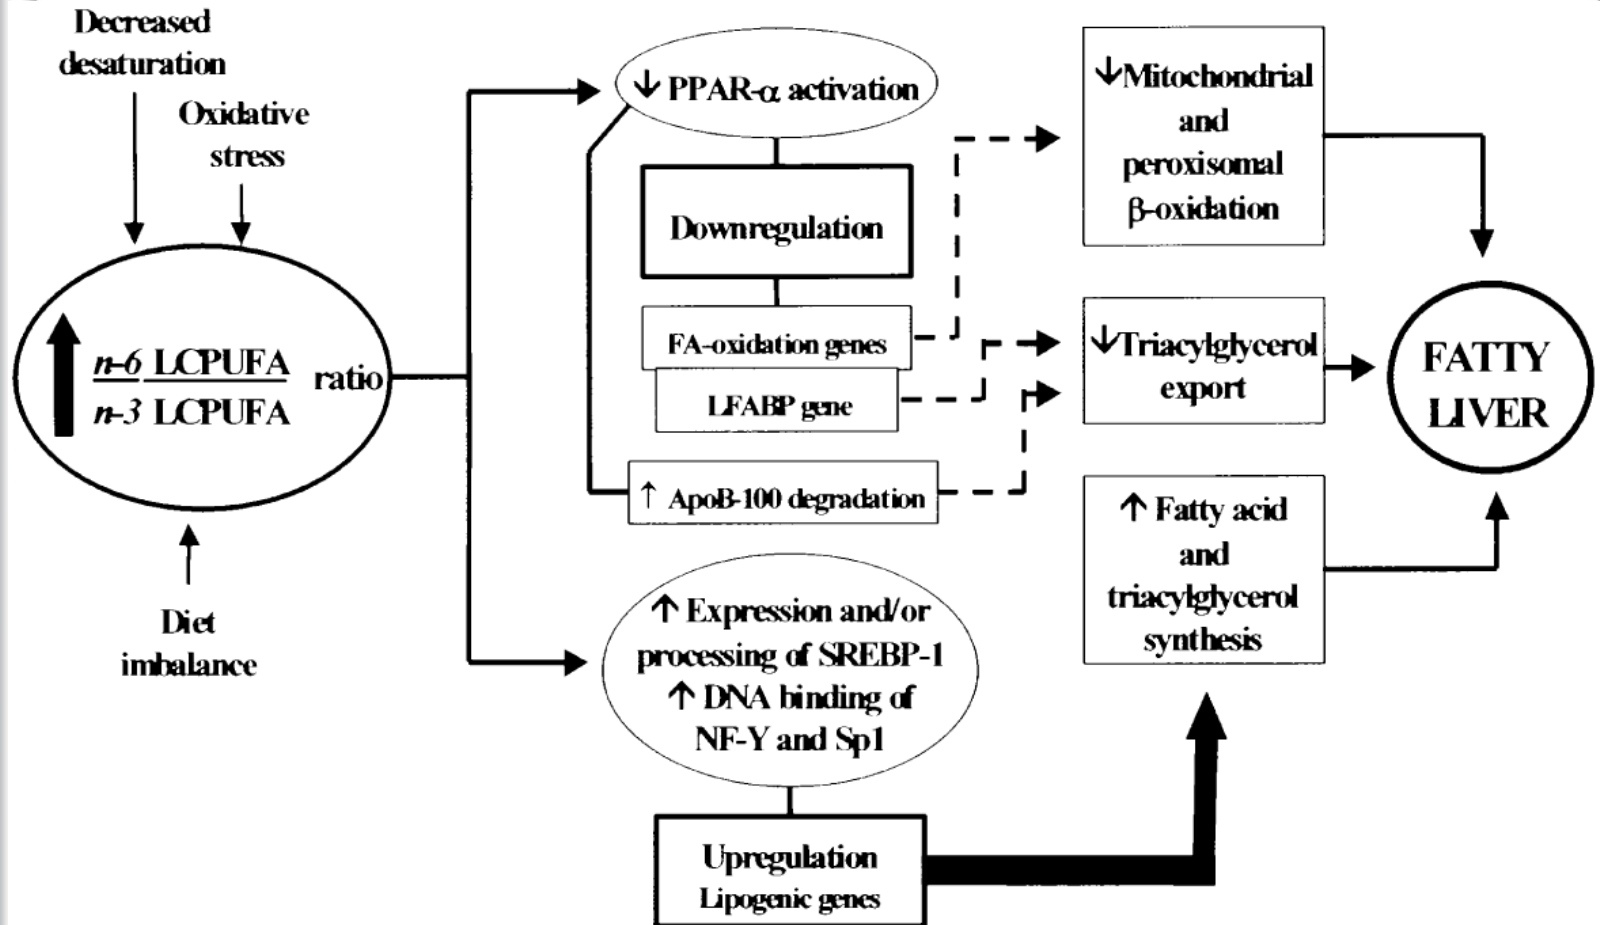 Decreased
desaturation
Oxidative
stress
↑ n-6 LCPUFA
n-3 LCPUFA
ratio
Diet
imbalance
↓ PPAR-α activation
Downregulation
FA-oxidation genes
LFABP gene
↑ ApoB-100 degradation
↑ Expression and/or
processing of SREBP-1
↑ DNA binding of
NF-Y and Sp1
Upregulation
Lipogenic genes
↓ Mitochondrial
and
peroxisomal
β-oxidation
↓ Triacylglycerol
export
↑ Fatty acid
and
triacylglycerol
synthesis
FATTY
LIVER